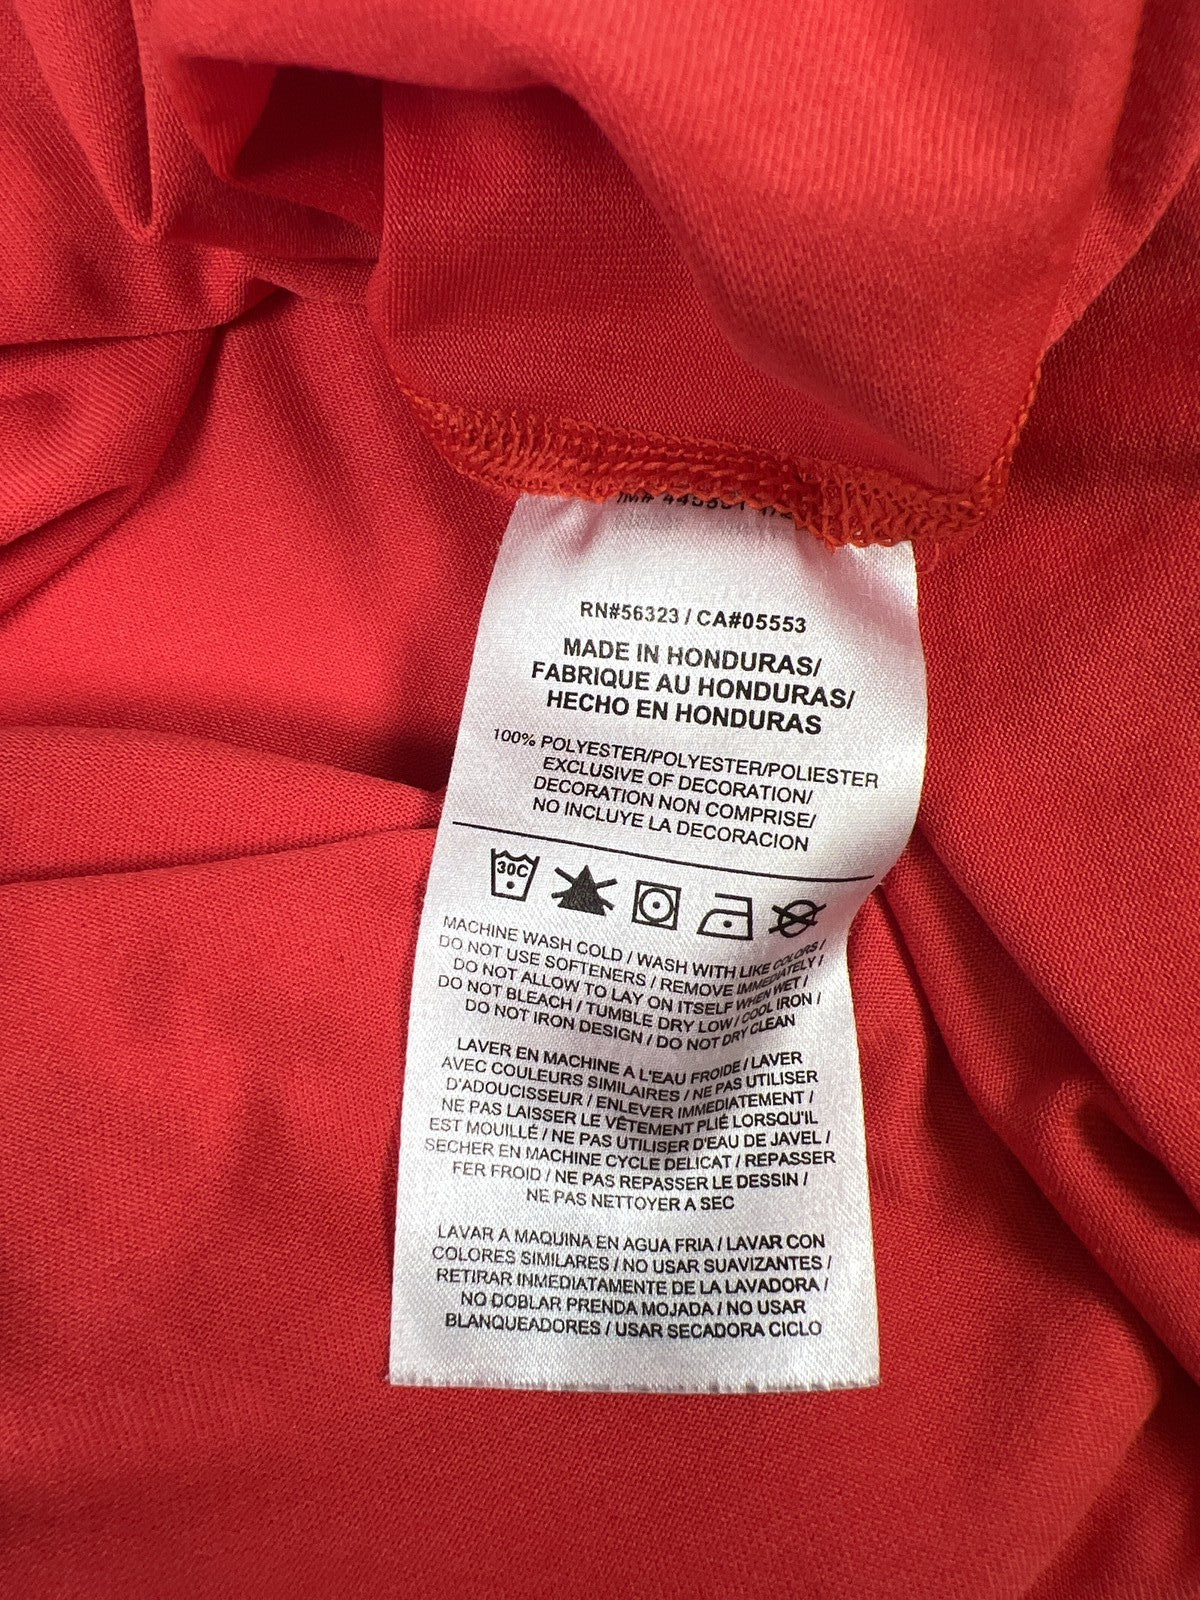 RN#56323 / CA#05553
MADE IN HONDURAS/
FABRIQUE AU HONDURAS/
HECHO EN HONDURAS
100% POLYESTER/POLYESTER/POLIESTER
EXCLUSIVE OF DECORATION/
DECORATION NON COMPRISE/
NO INCLUYE LA DECORACION
30C
MACHINE WASH COLD / WASH WITH LIKE COLORS /
DO NOT USE SOFTENERS / REMOVE IMMEDIATELY /
DO NOT ALLOW TO LAY ON ITSELF WHEN WET /
DO NOT BLEACH / TUMBLE DRY LOW / COOL IRON /
DO NOT IRON DESIGN / DO NOT DRY CLEAN
LAVER EN MACHINE A L'EAU FROIDE / LAVER
AVEC COULEURS SIMILAIRES / NE PAS UTILISER
D'ADOUCISSEUR / ENLEVER IMMEDIATEMENT /
NE PAS LAISSER LE VÊTEMENT PLIÉ LORSQU'IL
EST MOUILLÉ / NE PAS UTILISER D'EAU DE JAVEL /
SECHER EN MACHINE CYCLE DELICAT / REPASSER
FER FROID / NE PAS REPASSER LE DESSIN /
NE PAS NETTOYER A SEC
LAVAR A MAQUINA EN AGUA FRIA / LAVAR CON
COLORES SIMILARES / NO USAR SUAVIZANTES /
RETIRAR INMEDIATAMENTE DE LA LAVADORA /
NO DOBLAR PRENDA MOJADA / NO USAR
BLANQUEADORES / USAR SECADORA CICLO